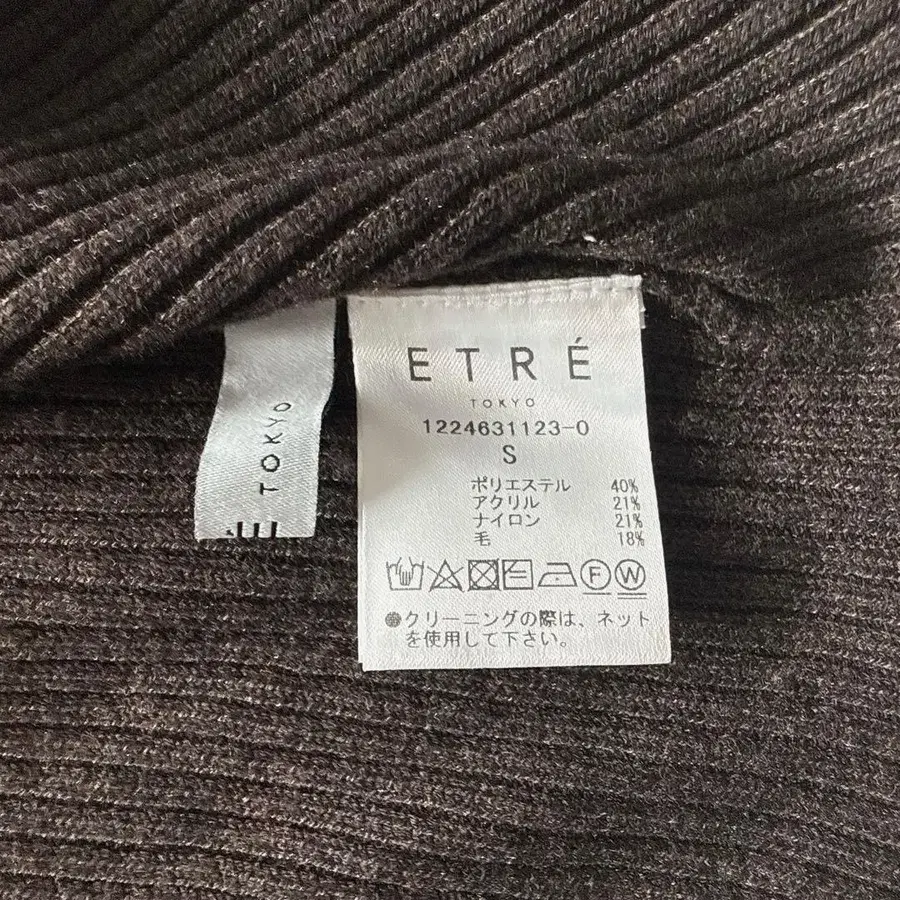 É TOKYO
ETRÉ
TOKYO
1224631123-0
S
ポリエステル 40%
アクリル 21%
ナイロン 21%
毛 18%
F W
●クリーニングの際は、ネット
を使用して下さい。